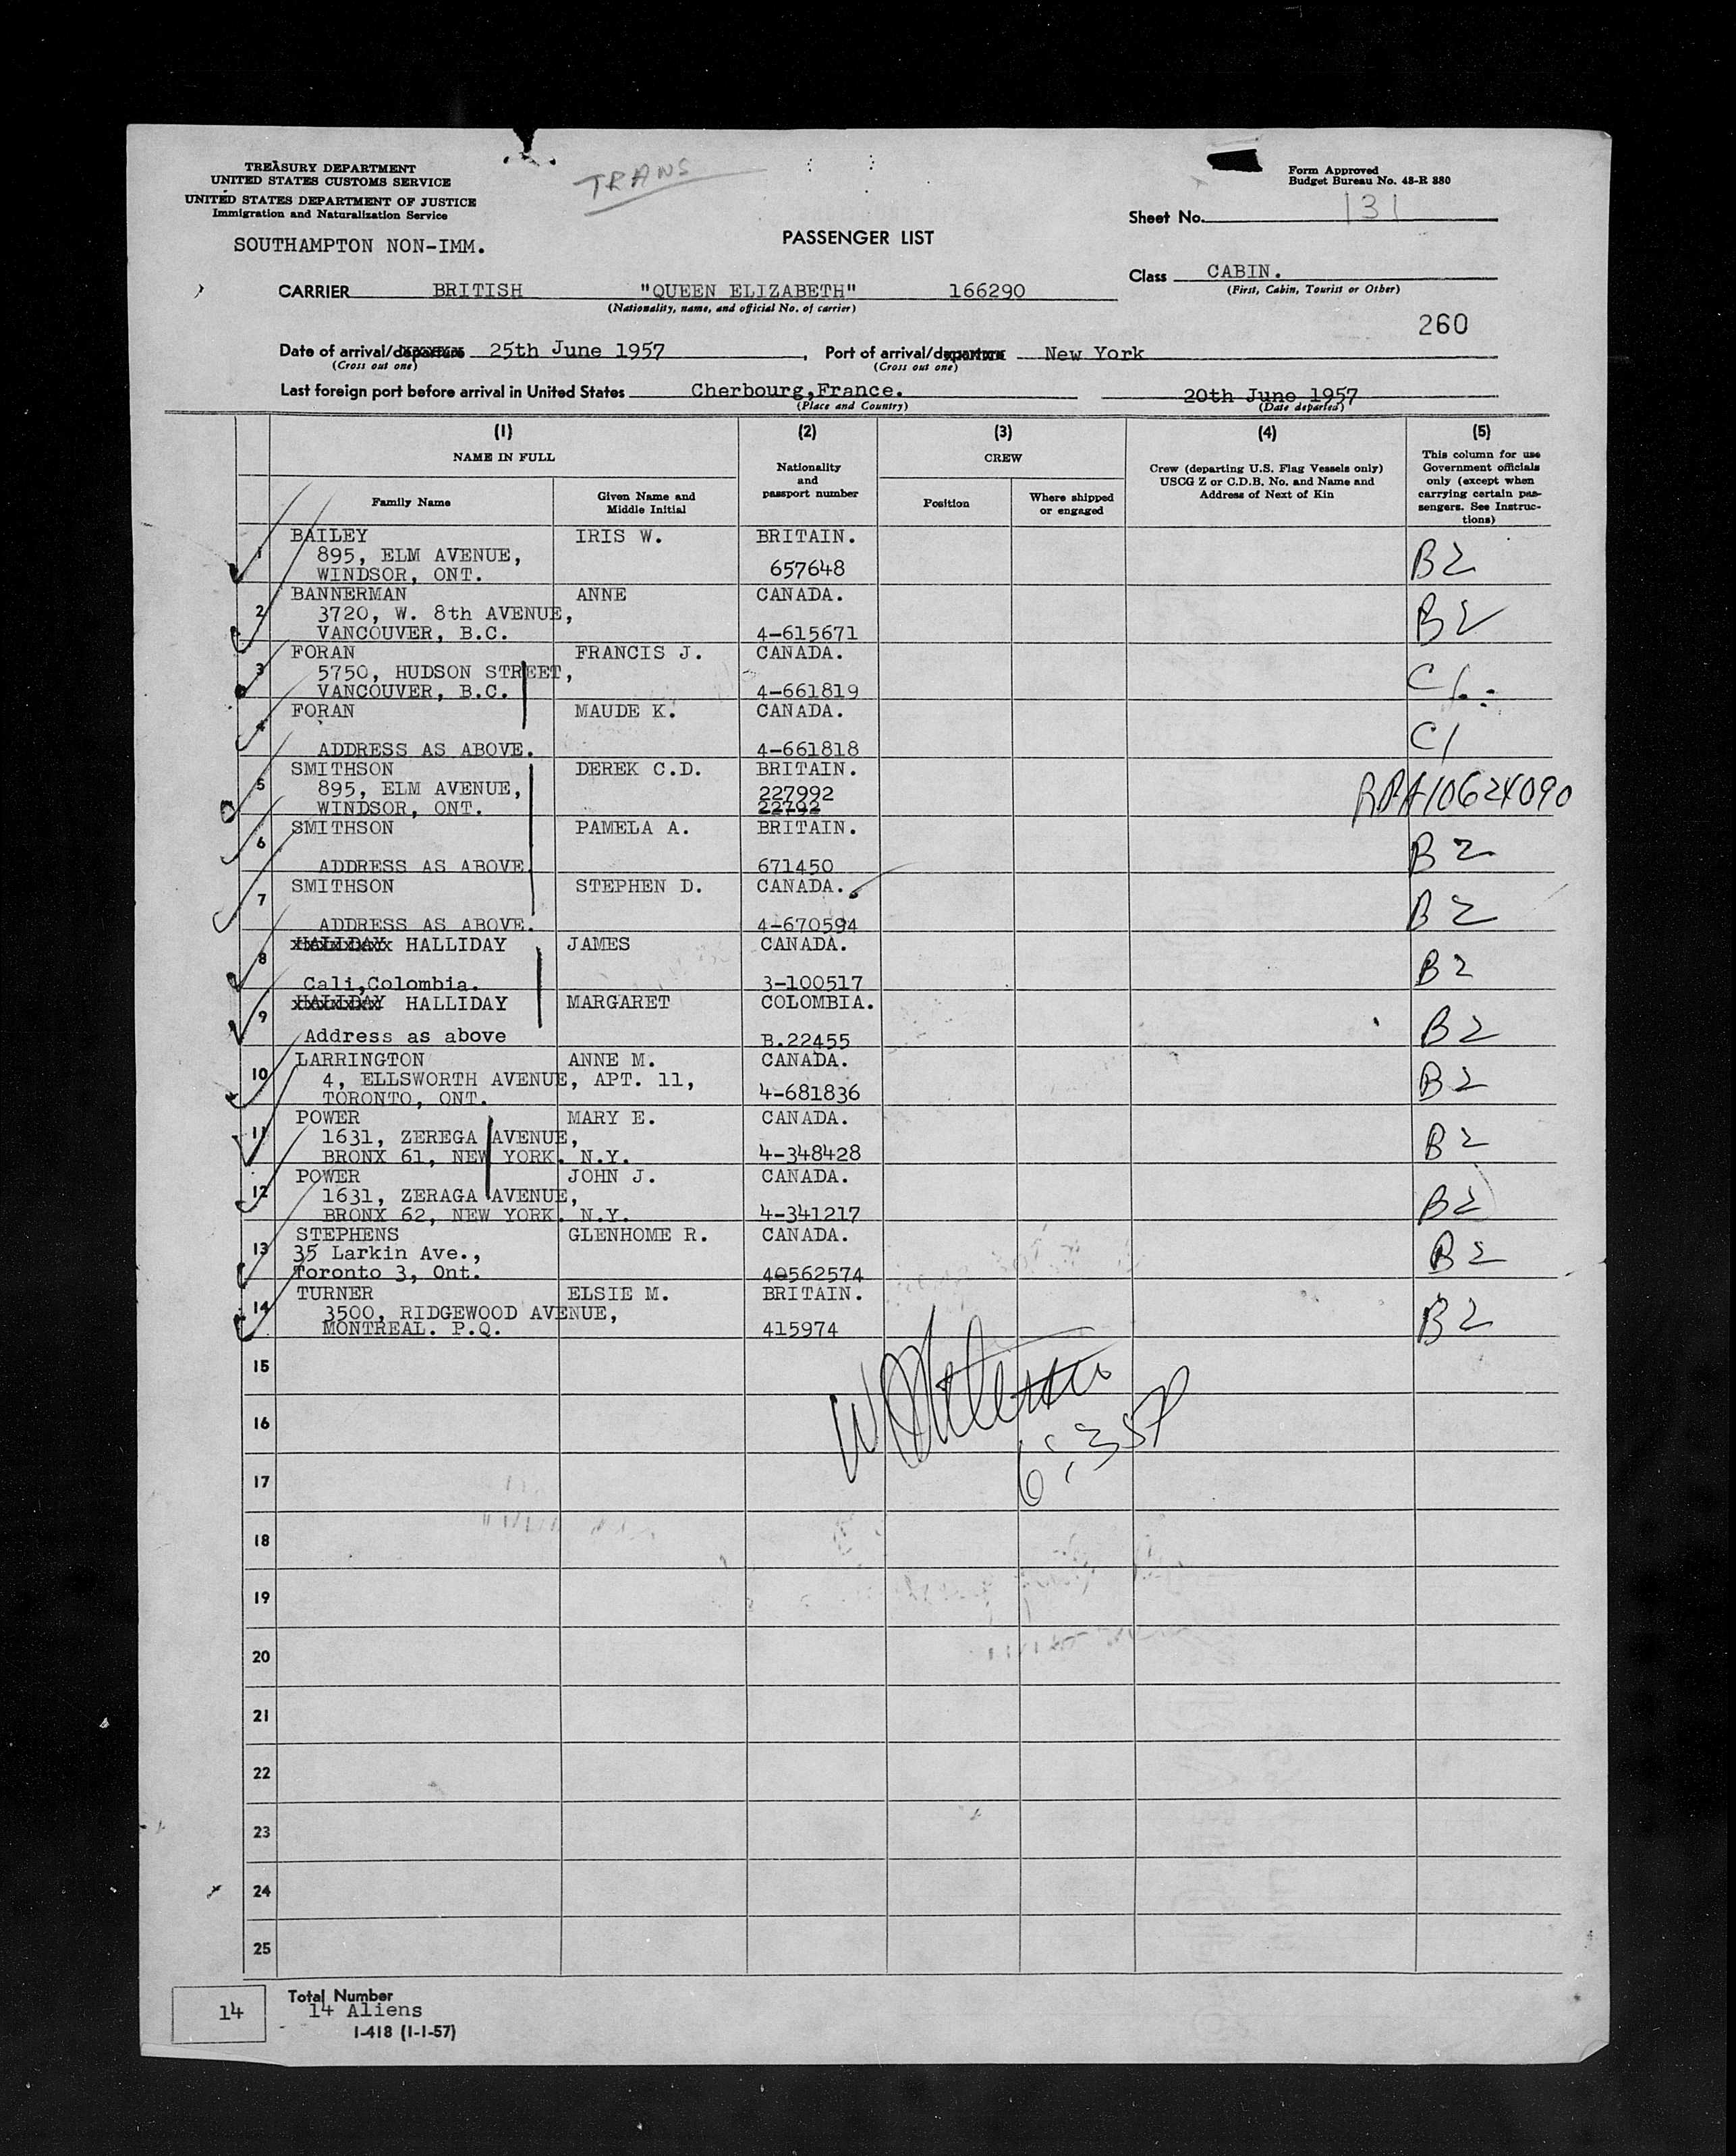 TREASURY DEPARTMENT
UNITED STATES CUSTOMS SERVICE
UNITED STATES DEPARTMENT OF JUSTICE
Immigration and Naturalization Service
SOUTHAMPTON NON-IMM.
TRANS
Form Approved
Budget Bureau No. 43-R 380
Sheet No. 131
PASSENGER LIST
Class CABIN.
(First, Cabin, Tourist or Other)
CARRIER BRITISH "QUEEN ELIZABETH" 166290
(Nationality, name, and official No. of carrier)
260
Date of arrival/departure 25th June 1957, Port of arrival/departure New York
(Cross out one) (Cross out one)
Last foreign port before arrival in United States Cherbourg,France. 20th June 1957
(Place and Country) (Date departed)
(1) (2) (3) (4) (5)
NAME IN FULL
Family Name
Given Name and Middle Initial
Nationality and passport number
CREW
Position
Where shipped or engaged
Crew (departing U.S. Flag Vessels only) USCG Z or C.D.B. No. and Name and Address of Next of Kin
This column for use Government officials only (except when carrying certain passengers. See Instructions)
1 BAILEY IRIS W. BRITAIN.
895, ELM AVENUE,
WINDSOR, ONT. 657648 B2
2 BANNERMAN ANNE CANADA.
3720, W. 8th AVENUE,
VANCOUVER, B.C. 4-615671 B2
3 FORAN FRANCIS J. CANADA.
5750, HUDSON STREET,
VANCOUVER, B.C. 4-661819 C1
4 FORAN MAUDE K. CANADA.
ADDRESS AS ABOVE. 4-661818 C1
5 SMITHSON DEREK C.D. BRITAIN.
895, ELM AVENUE, 227992
WINDSOR, ONT. 22792 RPA10624090
6 SMITHSON PAMELA A. BRITAIN.
ADDRESS AS ABOVE. 671450 B2
7 SMITHSON STEPHEN D. CANADA.
ADDRESS AS ABOVE. 4-670594 B2
8 HALLIDAY JAMES CANADA.
Cali,Colombia. 3-100517 B2
9 HALLIDAY MARGARET COLOMBIA.
Address as above B.22455 B2
10 LARRINGTON ANNE M. CANADA.
4, ELLSWORTH AVENUE, APT. 11,
TORONTO, ONT. 4-681836 B2
11 POWER MARY E. CANADA.
1631, ZEREGA AVENUE,
BRONX 61, NEW YORK. N.Y. 4-348428 B2
12 POWER JOHN J. CANADA.
1631, ZERAGA AVENUE,
BRONX 62, NEW YORK. N.Y. 4-341217 B2
13 STEPHENS GLENHOME R. CANADA.
35 Larkin Ave.,
Toronto 3, Ont. 40562574 B2
14 TURNER ELSIE M. BRITAIN.
3500, RIDGEWOOD AVENUE,
MONTREAL. P.Q. 415974 B2
15
16
17
18
19
20
21
22
23
24
25
14
Total Number
14 Aliens
I-418 (1-1-57)